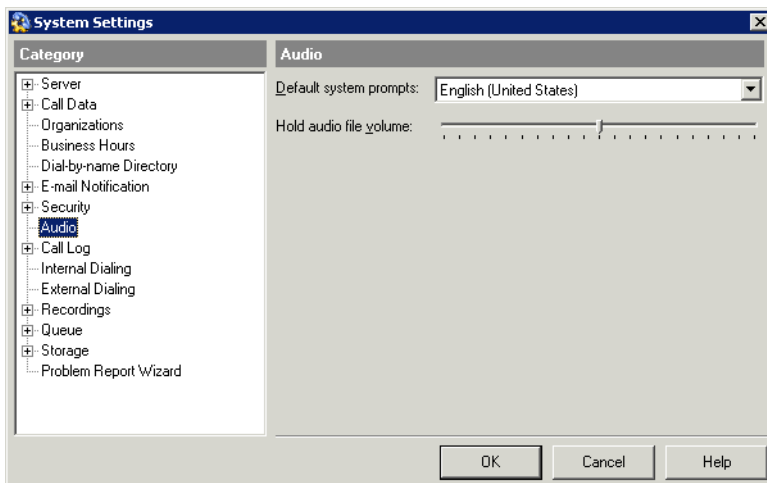 System Settings
Category
Server
Call Data
Organizations
Business Hours
Dial-by-name Directory
E-mail Notification
Security
Audio
Call Log
Internal Dialing
External Dialing
Recordings
Queue
Storage
Problem Report Wizard
Audio
Default system prompts: English (United States)
Hold audio file volume:
OK Cancel Help